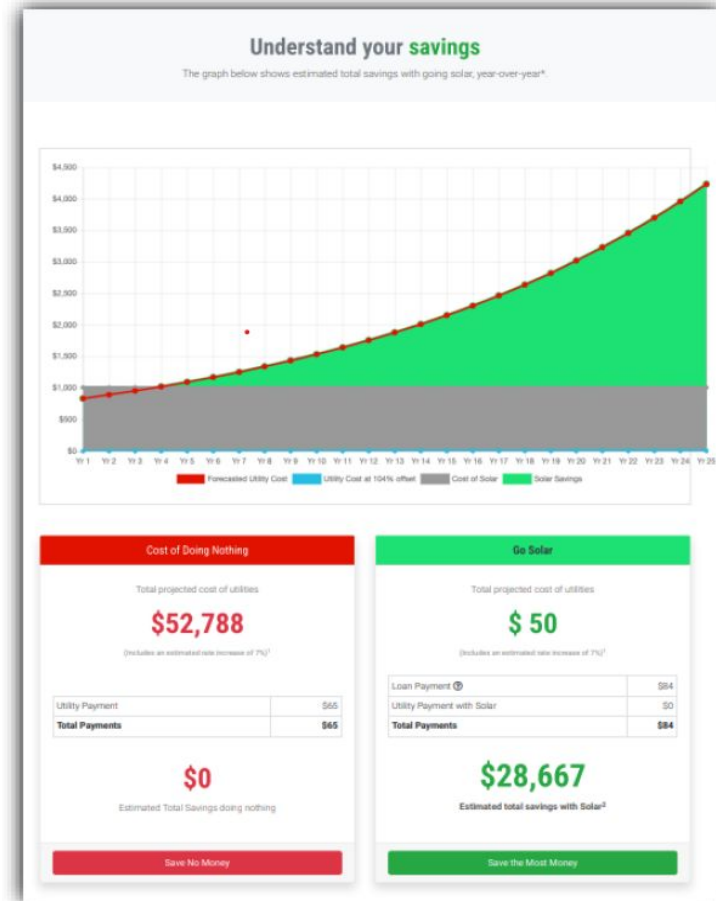 Understand your savings
The graph below shows estimated total savings with going solar, year-over-year*.
$4,500
$4,000
$3,500
$3,000
$2,500
$2,000
$1,500
$1,000
$500
$0
Yr 1 Yr 2 Yr 3 Yr 4 Yr 5 Yr 6 Yr 7 Yr 8 Yr 9 Yr 10 Yr 11 Yr 12 Yr 13 Yr 14 Yr 15 Yr 16 Yr 17 Yr 18 Yr 19 Yr 20 Yr 21 Yr 22 Yr 23 Yr 24 Yr 25
Forecasted Utility Cost Utility Cost at 104% offset Cost of Solar Solar Savings
Cost of Doing Nothing
Total projected cost of utilities
$52,788
(Includes an estimated rate increase of 7%)¹
Utility Payment $65
Total Payments $65
$0
Estimated Total Savings doing nothing
Save No Money
Go Solar
Total projected cost of utilities
$ 50
(Includes an estimated rate increase of 7%)¹
Loan Payment $84
Utility Payment with Solar $0
Total Payments $84
$28,667
Estimated total savings with Solar²
Save the Most Money